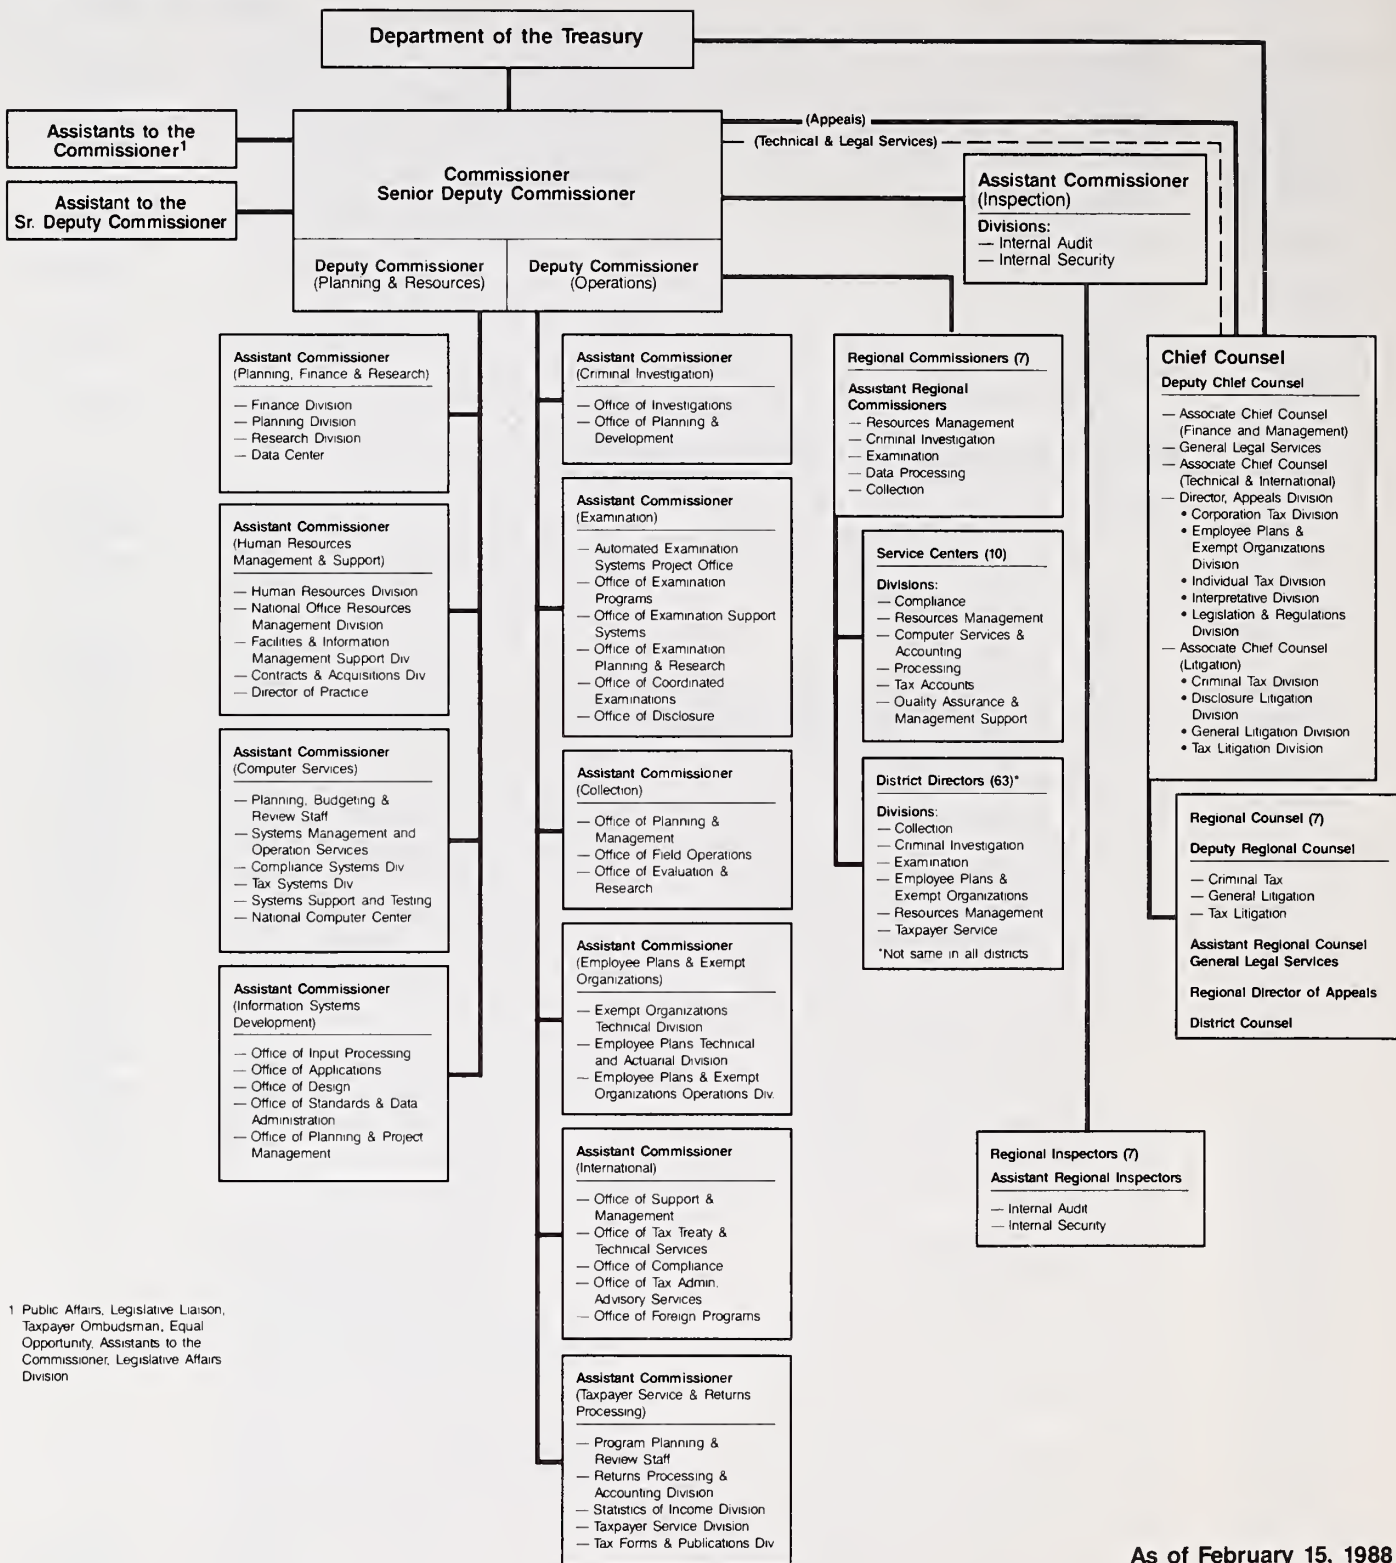 Department of the Treasury
Assistants to the
Commissioner1
Assistant to the
Sr. Deputy Commissioner
Commissioner
Senior Deputy Commissioner
Deputy Commissioner
(Planning & Resources)
Deputy Commissioner
(Operations)
(Appeals)
(Technical & Legal Services)
Assistant Commissioner
(Inspection)
Divisions:
— Internal Audit
— Internal Security
Assistant Commissioner
(Planning, Finance & Research)
— Finance Division
— Planning Division
— Research Division
— Data Center
Assistant Commissioner
(Human Resources
Management & Support)
— Human Resources Division
— National Office Resources
Management Division
— Facilities & Information
Management Support Div
— Contracts & Acquisitions Div
— Director of Practice
Assistant Commissioner
(Computer Services)
— Planning, Budgeting &
Review Staff
— Systems Management and
Operation Services
— Compliance Systems Div
— Tax Systems Div
— Systems Support and Testing
— National Computer Center
Assistant Commissioner
(Information Systems
Development)
— Office of Input Processing
— Office of Applications
— Office of Design
— Office of Standards & Data
Administration
— Office of Planning & Project
Management
Assistant Commissioner
(Criminal Investigation)
— Office of Investigations
— Office of Planning &
Development
Assistant Commissioner
(Examination)
— Automated Examination
Systems Project Office
— Office of Examination
Programs
— Office of Examination Support
Systems
— Office of Examination
Planning & Research
— Office of Coordinated
Examinations
— Office of Disclosure
Assistant Commissioner
(Collection)
— Office of Planning &
Management
— Office of Field Operations
— Office of Evaluation &
Research
Assistant Commissioner
(Employee Plans & Exempt
Organizations)
— Exempt Organizations
Technical Division
— Employee Plans Technical
and Actuarial Division
— Employee Plans & Exempt
Organizations Operations Div.
Assistant Commissioner
(International)
— Office of Support &
Management
— Office of Tax Treaty &
Technical Services
— Office of Compliance
— Office of Tax Admin.
Advisory Services
— Office of Foreign Programs
Assistant Commissioner
(Taxpayer Service & Returns
Processing)
— Program Planning &
Review Staff
— Returns Processing &
Accounting Division
— Statistics of Income Division
— Taxpayer Service Division
— Tax Forms & Publications Div
Regional Commissioners (7)
Assistant Regional
Commissioners
— Resources Management
— Criminal Investigation
— Examination
— Data Processing
— Collection
Service Centers (10)
Divisions:
— Compliance
— Resources Management
— Computer Services &
Accounting
— Processing
— Tax Accounts
— Quality Assurance &
Management Support
District Directors (63)*
Divisions:
— Collection
— Criminal Investigation
— Examination
— Employee Plans &
Exempt Organizations
— Resources Management
— Taxpayer Service
*Not same in all districts
Chief Counsel
Deputy Chief Counsel
— Associate Chief Counsel
(Finance and Management)
— General Legal Services
— Associate Chief Counsel
(Technical & International)
— Director, Appeals Division
• Corporation Tax Division
• Employee Plans &
Exempt Organizations
Division
• Individual Tax Division
• Interpretative Division
• Legislation & Regulations
Division
— Associate Chief Counsel
(Litigation)
• Criminal Tax Division
• Disclosure Litigation
Division
• General Litigation Division
• Tax Litigation Division
Regional Counsel (7)
Deputy Regional Counsel
— Criminal Tax
— General Litigation
— Tax Litigation
Assistant Regional Counsel
General Legal Services
Regional Director of Appeals
District Counsel
Regional Inspectors (7)
Assistant Regional Inspectors
— Internal Audit
— Internal Security
1 Public Affairs, Legislative Liaison,
Taxpayer Ombudsman, Equal
Opportunity, Assistants to the
Commissioner, Legislative Affairs
Division
As of February 15, 1988